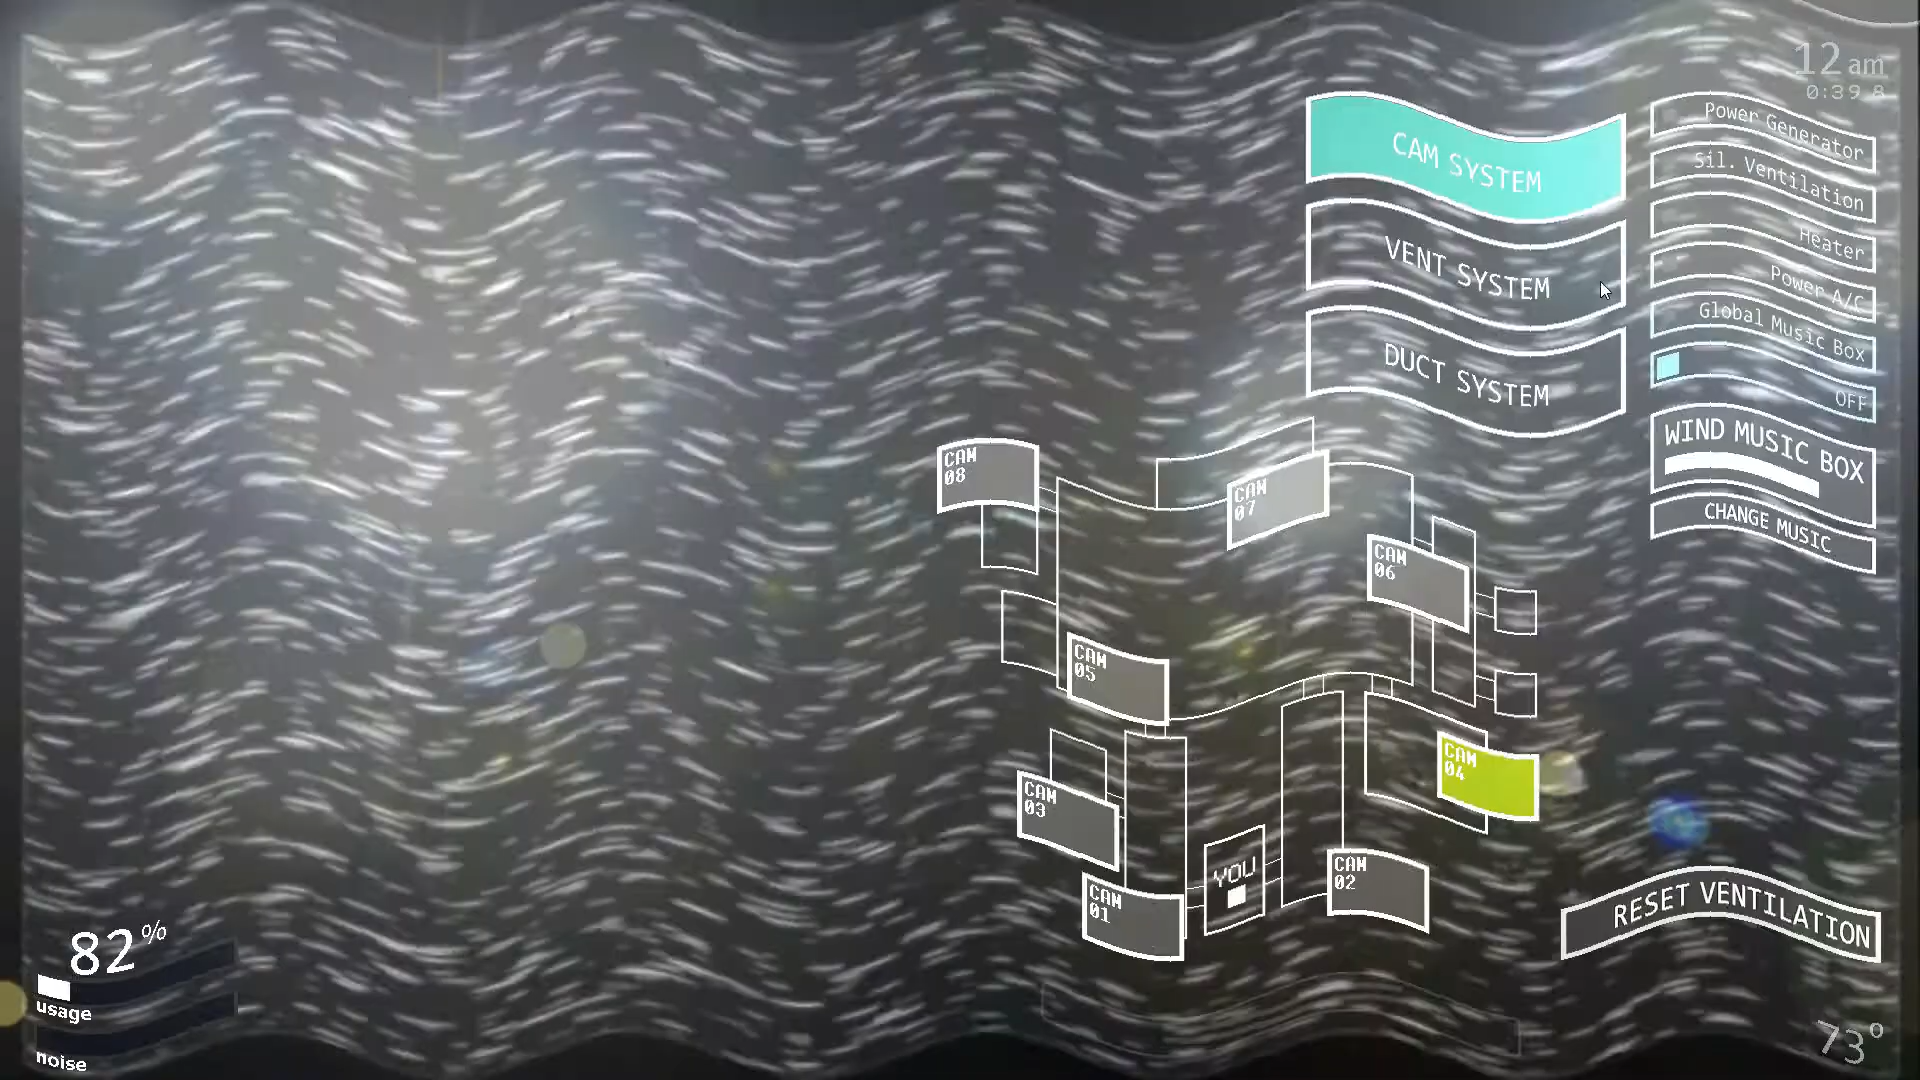 12 am
0:39.8
Power Generator
Sil. Ventilation
Heater
Power A/C
Global Music Box
OFF
WIND MUSIC BOX
CHANGE MUSIC
CAM SYSTEM
VENT SYSTEM
DUCT SYSTEM
CAM
08
CAM
07
CAM
06
CAM
05
CAM
04
CAM
03
CAM
02
CAM
01
YOU
RESET VENTILATION
82%
usage
noise
73°